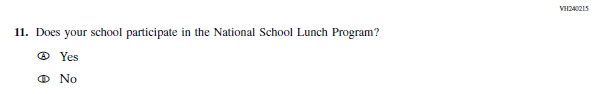 VH240215
11. Does your school participate in the National School Lunch Program?
A Yes
B No